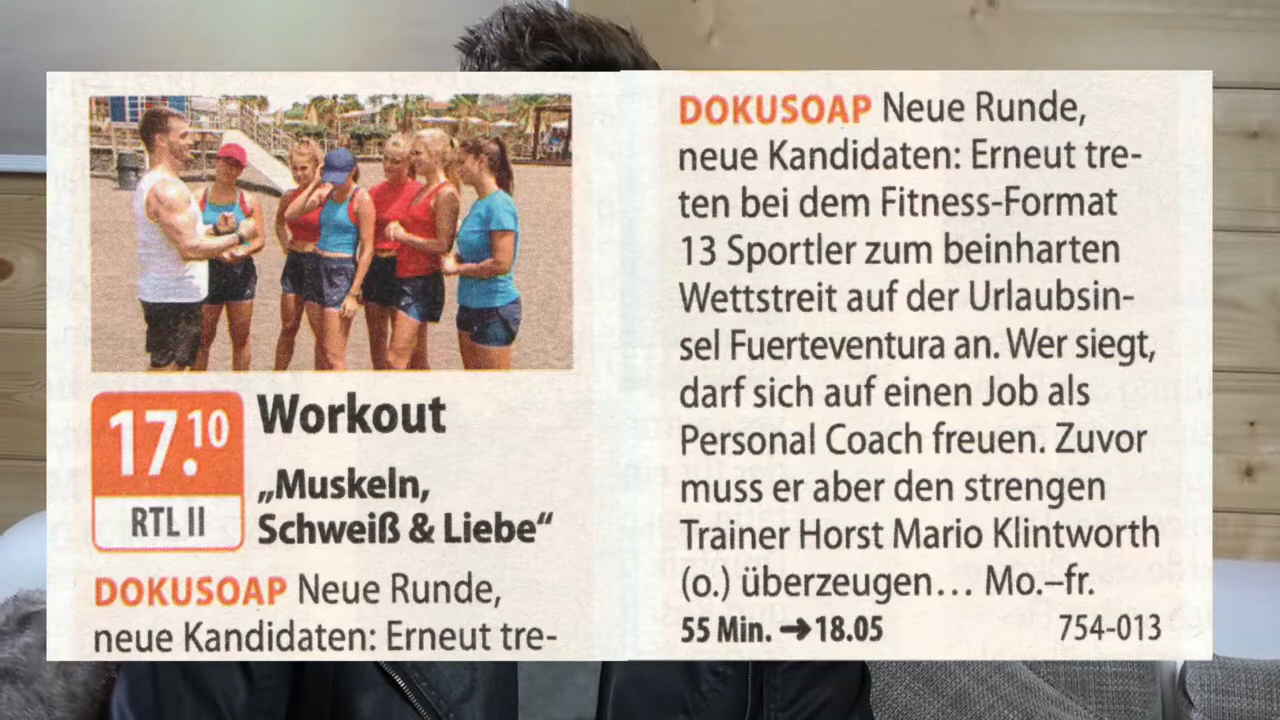 17.10
RTL II
Workout
„Muskeln,
Schweiß & Liebe“
DOKUSOAP Neue Runde,
neue Kandidaten: Erneut tre-
DOKUSOAP Neue Runde,
neue Kandidaten: Erneut tre-
ten bei dem Fitness-Format
13 Sportler zum beinharten
Wettstreit auf der Urlaubsin-
sel Fuerteventura an. Wer siegt,
darf sich auf einen Job als
Personal Coach freuen. Zuvor
muss er aber den strengen
Trainer Horst Mario Klintworth
(o.) überzeugen… Mo.–fr.
55 Min. ➔18.05 754-013